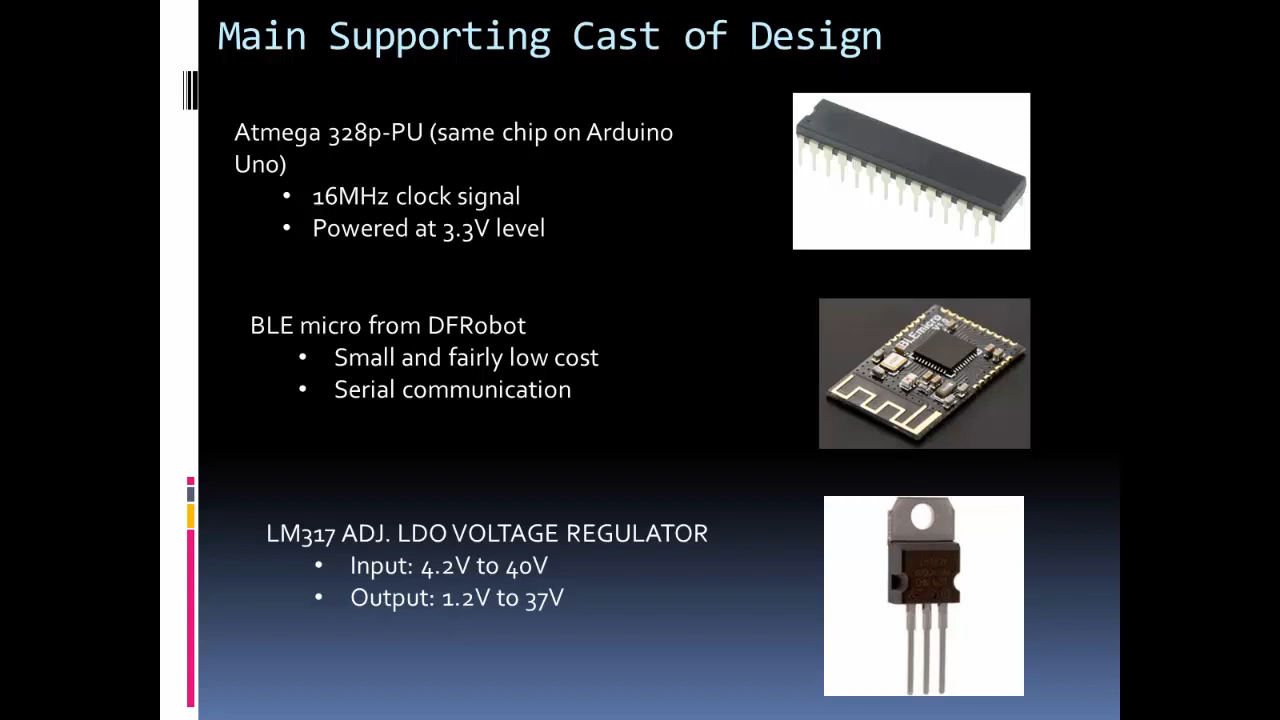 Main Supporting Cast of Design
Atmega 328p-PU (same chip on Arduino
Uno)
• 16MHz clock signal
• Powered at 3.3V level
BLE micro from DFRobot
• Small and fairly low cost
• Serial communication
BLEmicro
LM317 ADJ. LDO VOLTAGE REGULATOR
• Input: 4.2V to 40V
• Output: 1.2V to 37V